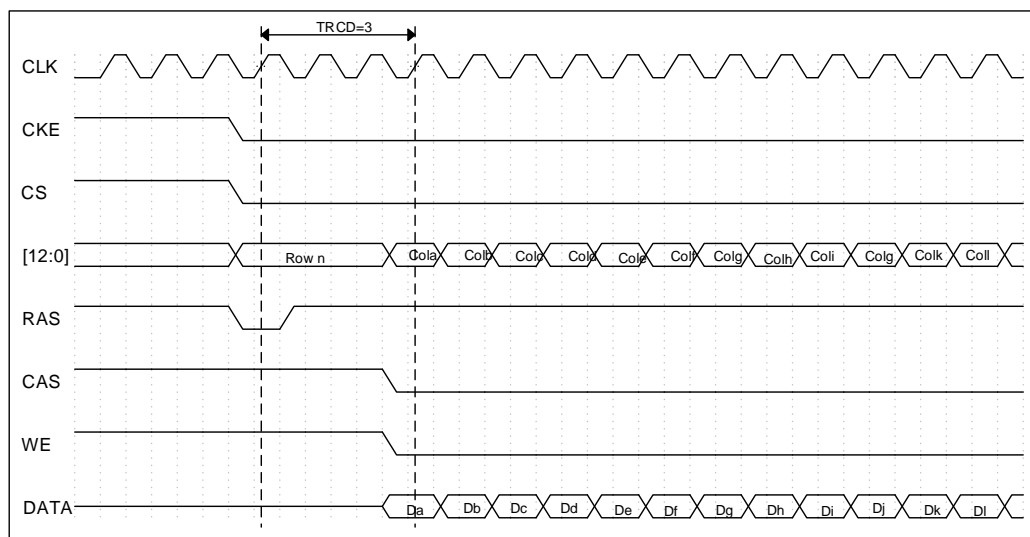 TRCD=3
CLK
CKE
CS
[12:0] Row n Cola Colb Colc Cold Cole Colf Colg Colh Coli Colg Colk Coll
RAS
CAS
WE
DATA Da Db Dc Dd De Df Dg Dh Di Dj Dk Dl